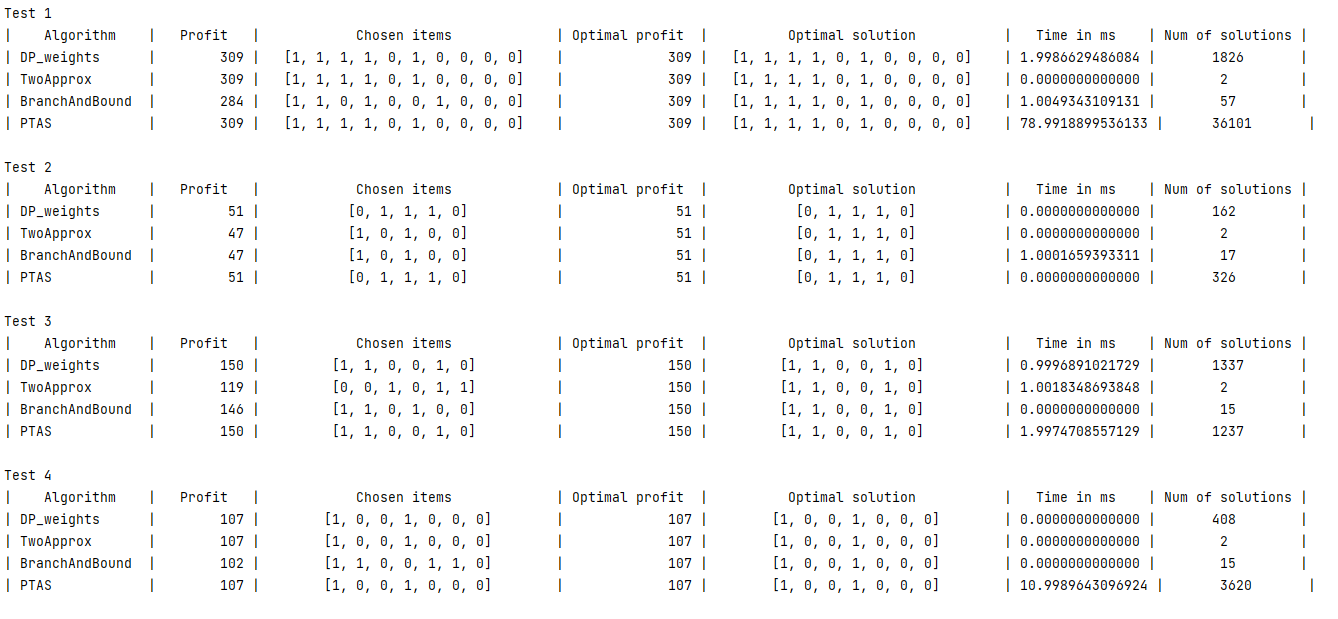 Test 1
| Algorithm | Profit | Chosen items | Optimal profit | Optimal solution | Time in ms | Num of solutions |
| DP_weights | 309 | [1, 1, 1, 1, 0, 1, 0, 0, 0, 0] | 309 | [1, 1, 1, 1, 0, 1, 0, 0, 0, 0] | 1.9986629486084 | 1826 |
| TwoApprox | 309 | [1, 1, 1, 1, 0, 1, 0, 0, 0, 0] | 309 | [1, 1, 1, 1, 0, 1, 0, 0, 0, 0] | 0.0000000000000 | 2 |
| BranchAndBound | 284 | [1, 1, 0, 1, 0, 0, 1, 0, 0, 0] | 309 | [1, 1, 1, 1, 0, 1, 0, 0, 0, 0] | 1.0049343109131 | 57 |
| PTAS | 309 | [1, 1, 1, 1, 0, 1, 0, 0, 0, 0] | 309 | [1, 1, 1, 1, 0, 1, 0, 0, 0, 0] | 78.9918899536133 | 36101 |
Test 2
| Algorithm | Profit | Chosen items | Optimal profit | Optimal solution | Time in ms | Num of solutions |
| DP_weights | 51 | [0, 1, 1, 1, 0] | 51 | [0, 1, 1, 1, 0] | 0.0000000000000 | 162 |
| TwoApprox | 47 | [1, 0, 1, 0, 0] | 51 | [0, 1, 1, 1, 0] | 0.0000000000000 | 2 |
| BranchAndBound | 47 | [1, 0, 1, 0, 0] | 51 | [0, 1, 1, 1, 0] | 1.0001659393311 | 17 |
| PTAS | 51 | [0, 1, 1, 1, 0] | 51 | [0, 1, 1, 1, 0] | 0.0000000000000 | 326 |
Test 3
| Algorithm | Profit | Chosen items | Optimal profit | Optimal solution | Time in ms | Num of solutions |
| DP_weights | 150 | [1, 1, 0, 0, 1, 0] | 150 | [1, 1, 0, 0, 1, 0] | 0.9996891021729 | 1337 |
| TwoApprox | 119 | [0, 0, 1, 0, 1, 1] | 150 | [1, 1, 0, 0, 1, 0] | 1.0018348693848 | 2 |
| BranchAndBound | 146 | [1, 1, 0, 1, 0, 0] | 150 | [1, 1, 0, 0, 1, 0] | 0.0000000000000 | 15 |
| PTAS | 150 | [1, 1, 0, 0, 1, 0] | 150 | [1, 1, 0, 0, 1, 0] | 1.9974708557129 | 1237 |
Test 4
| Algorithm | Profit | Chosen items | Optimal profit | Optimal solution | Time in ms | Num of solutions |
| DP_weights | 107 | [1, 0, 0, 1, 0, 0, 0] | 107 | [1, 0, 0, 1, 0, 0, 0] | 0.0000000000000 | 408 |
| TwoApprox | 107 | [1, 0, 0, 1, 0, 0, 0] | 107 | [1, 0, 0, 1, 0, 0, 0] | 0.0000000000000 | 2 |
| BranchAndBound | 102 | [1, 1, 0, 0, 1, 1, 0] | 107 | [1, 0, 0, 1, 0, 0, 0] | 0.0000000000000 | 15 |
| PTAS | 107 | [1, 0, 0, 1, 0, 0, 0] | 107 | [1, 0, 0, 1, 0, 0, 0] | 10.9989643096924 | 3620 |